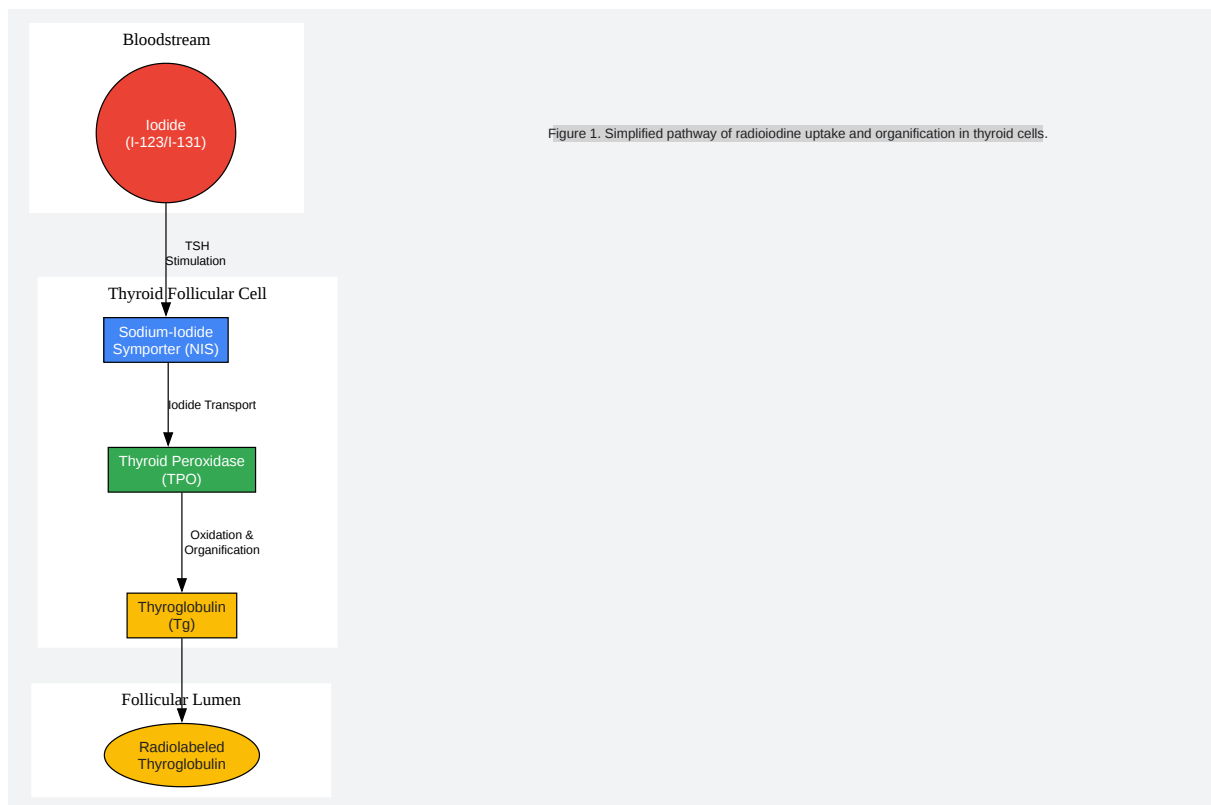 Bloodstream
Iodide
(I-123/I-131)
Figure 1. Simplified pathway of radioiodine uptake and organification in thyroid cells.
TSH
Stimulation
Thyroid Follicular Cell
Sodium-Iodide
Symporter (NIS)
Iodide Transport
Thyroid Peroxidase
(TPO)
Oxidation &
Organification
Thyroglobulin
(Tg)
Follicular Lumen
Radiolabeled
Thyroglobulin